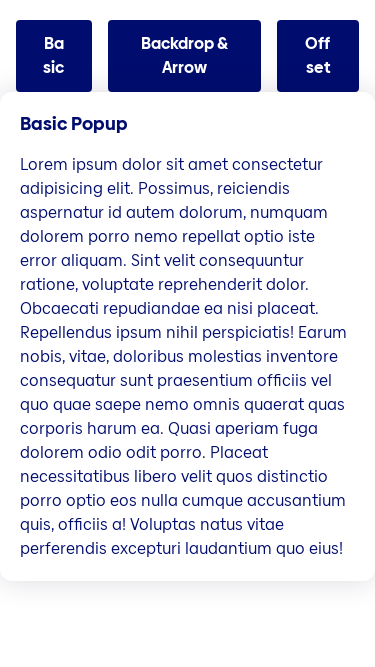 Ba
sic
Backdrop &
Arrow
Off
set
Basic Popup
Lorem ipsum dolor sit amet consectetur
adipisicing elit. Possimus, reiciendis
aspernatur id autem dolorum, numquam
dolorem porro nemo repellat optio iste
error aliquam. Sint velit consequuntur
ratione, voluptate reprehenderit dolor.
Obcaecati repudiandae ea nisi placeat.
Repellendus ipsum nihil perspiciatis! Earum
nobis, vitae, doloribus molestias inventore
consequatur sunt praesentium officiis vel
quo quae saepe nemo omnis quaerat quas
corporis harum ea. Quasi aperiam fuga
dolorem odio odit porro. Placeat
necessitatibus libero velit quos distinctio
porro optio eos nulla cumque accusantium
quis, officiis a! Voluptas natus vitae
perferendis excepturi laudantium quo eius!